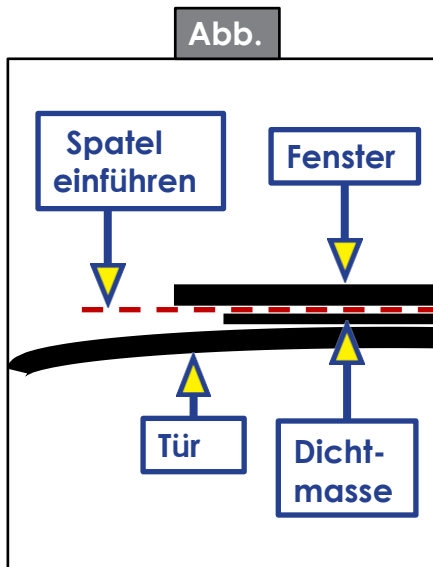 Abb.
Spatel
einführen
Fenster
Tür
Dicht-
masse